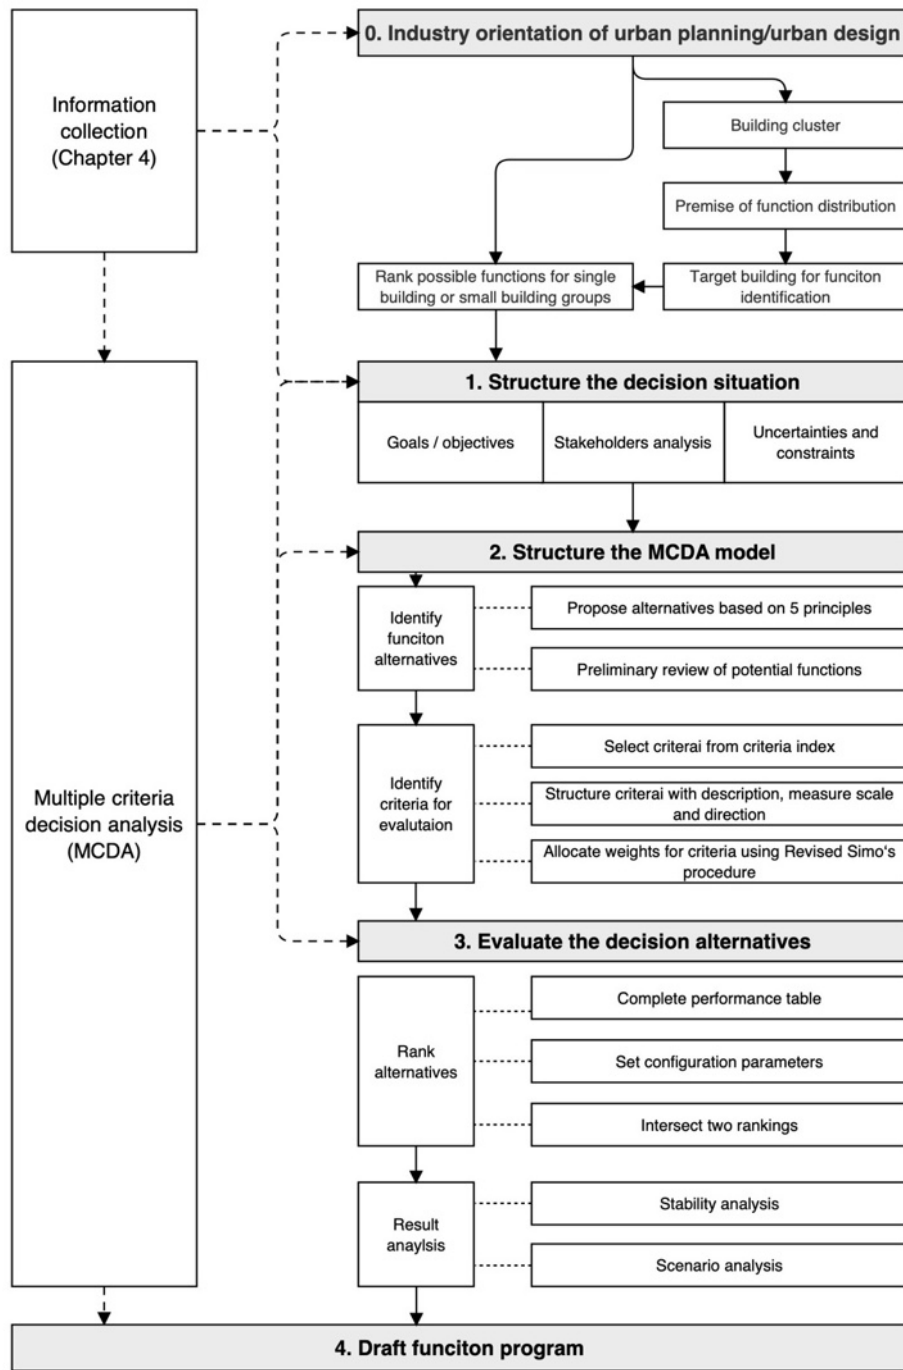 0. Industry orientation of urban planning/urban design
Information
collection
(Chapter 4)
Building cluster
Premise of function distribution
Rank possible functions for single
building or small building groups
Target building for funciton
identification
1. Structure the decision situation
Goals / objectives
Stakeholders analysis
Uncertainties and
constraints
2. Structure the MCDA model
Identify
funciton
alternatives
Propose alternatives based on 5 principles
Preliminary review of potential functions
Identify
criteria for
evalutaion
Select criterai from criteria index
Structure criterai with description, measure scale
and direction
Allocate weights for criteria using Revised Simo's
procedure
Multiple criteria
decision analysis
(MCDA)
3. Evaluate the decision alternatives
Rank
alternatives
Complete performance table
Set configuration parameters
Intersect two rankings
Result
anaylsis
Stability analysis
Scenario analysis
4. Draft funciton program